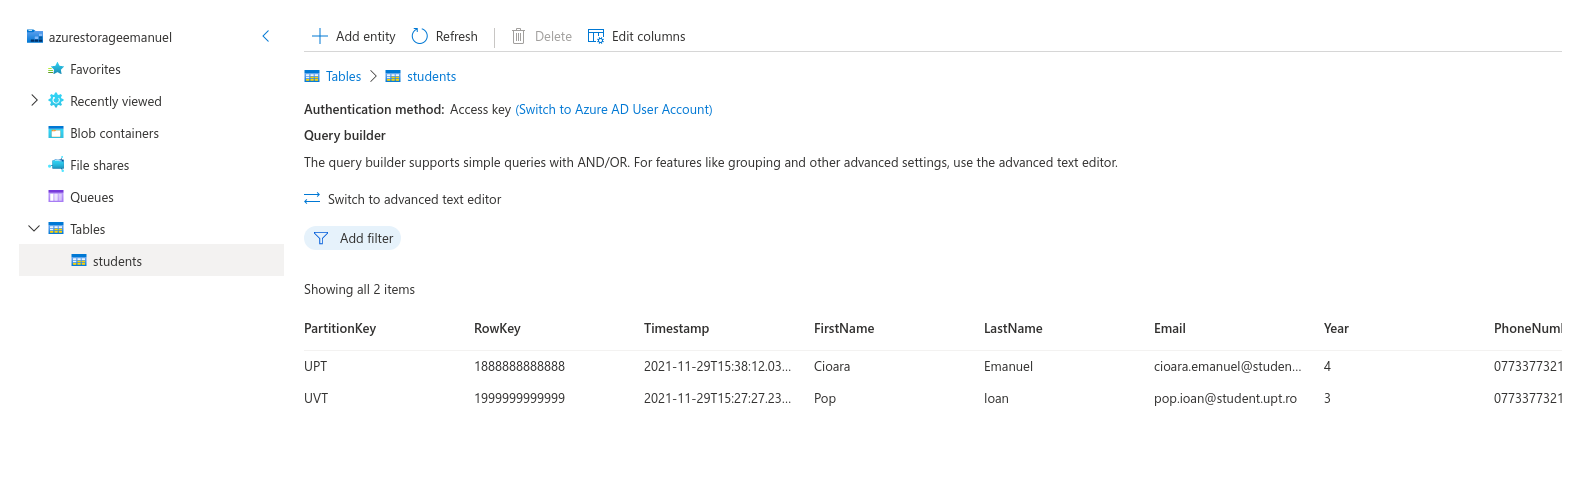 azurestorageemanuel
Favorites
Recently viewed
Blob containers
File shares
Queues
Tables
students
Add entity Refresh Delete Edit columns
Tables students
Authentication method: Access key (Switch to Azure AD User Account)
Query builder
The query builder supports simple queries with AND/OR. For features like grouping and other advanced settings, use the advanced text editor.
Switch to advanced text editor
Add filter
Showing all 2 items
PartitionKey RowKey Timestamp FirstName LastName Email Year PhoneNum
UPT 1888888888888 2021-11-29T15:38:12.03... Cioara Emanuel cioara.emanuel@studen... 4 0773377321
UVT 1999999999999 2021-11-29T15:27:27.23... Pop Ioan pop.ioan@student.upt.ro 3 0773377321